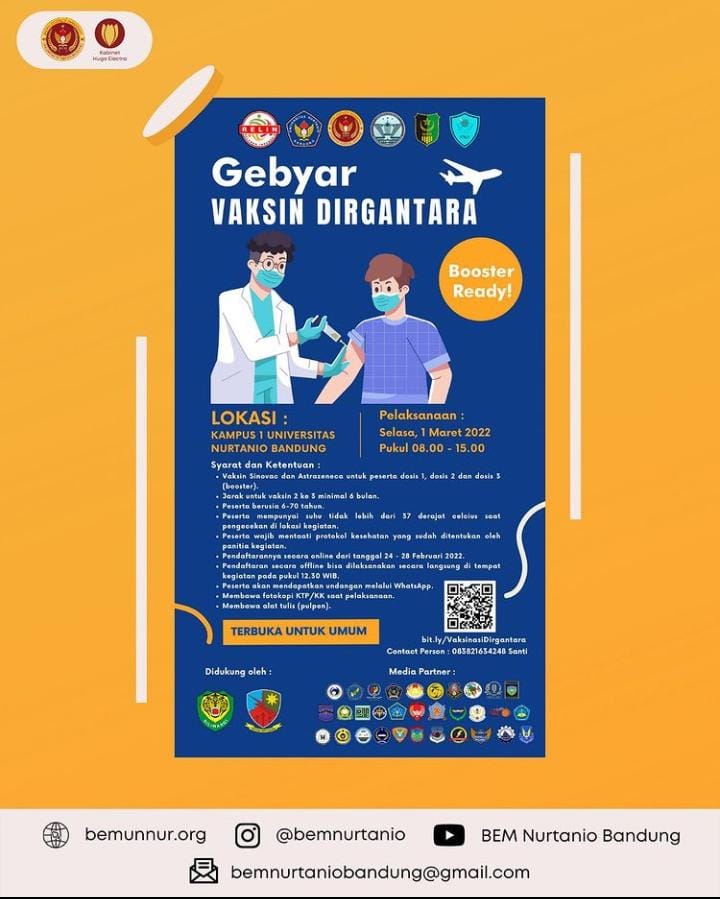 Kabinet
Huga Electra
RELIN
Gebyar
VAKSIN DIRGANTARA
Booster
Ready!
LOKASI :
KAMPUS 1 UNIVERSITAS
NURTANIO BANDUNG
Pelaksanaan :
Selasa, 1 Maret 2022
Pukul 08.00 - 15.00
Syarat dan Ketentuan :
• Vaksin Sinovac dan Astrazeneca untuk peserta dosis 1, dosis 2 dan dosis 3
(booster).
• Jarak untuk vaksin 2 ke 3 minimal 6 bulan.
• Peserta berusia 6-70 tahun.
• Peserta mempunyai suhu tidak lebih dari 37 derajat celcius saat
pengecekan di lokasi kegiatan.
• Peserta wajib mentaati protokol kesehatan yang sudah ditentukan oleh
panitia kegiatan.
• Pendaftarannya secara online dari tanggal 24 - 28 Februari 2022.
• Pendaftaran secara offline bisa dilaksanakan secara langsung di tempat
kegiatan pada pukul 12.30 WIB.
• Peserta akan mendapatkan undangan melalui WhatsApp.
• Membawa fotokopi KTP/KK saat pelaksanaan.
• Membawa alat tulis (pulpen).
TERBUKA UNTUK UMUM
bit.ly/VaksinasiDirgantara
Contact Person : 083821634248 Santi
Didukung oleh :
Media Partner :
SILIWANGI
bemunnur.org
@bemnurtanio
BEM Nurtanio Bandung
bemnurtaniobandung@gmail.com